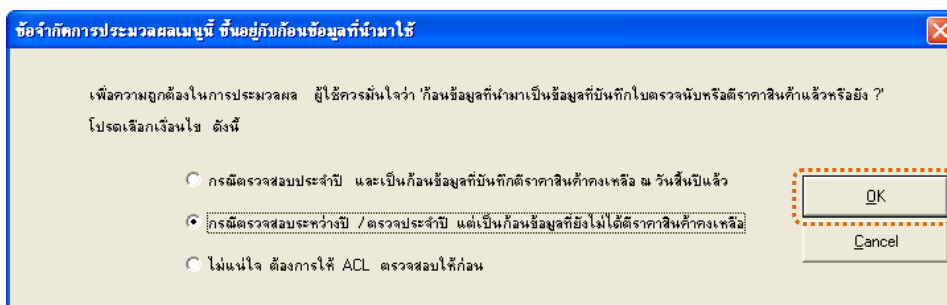 ข้อจำกัดการประมวลผลเมนูนี้ ขึ้นอยู่กับก้อนข้อมูลที่นำมาใช้
เพื่อความถูกต้องในการประมวลผล ผู้ใช้ควรมั่นใจว่า 'ก้อนข้อมูลที่นำมาเป็นข้อมูลที่บันทึกใบตรวจนับหรือตีราคาสินค้าแล้วหรือยัง ?'
โปรดเลือกเงื่อนไข ดังนี้
กรณีตรวจสอบประจำปี และเป็นก้อนข้อมูลที่บันทึกตีราคาสินค้าคงเหลือ ณ วันสิ้นปีแล้ว
กรณีตรวจสอบระหว่างปี /ตรวจประจำปี แต่เป็นก้อนข้อมูลที่ยังไม่ได้ตีราคาสินค้าคงเหลือ
ไม่แน่ใจ ต้องการให้ ACL ตรวจสอบให้ก่อน
OK
Cancel